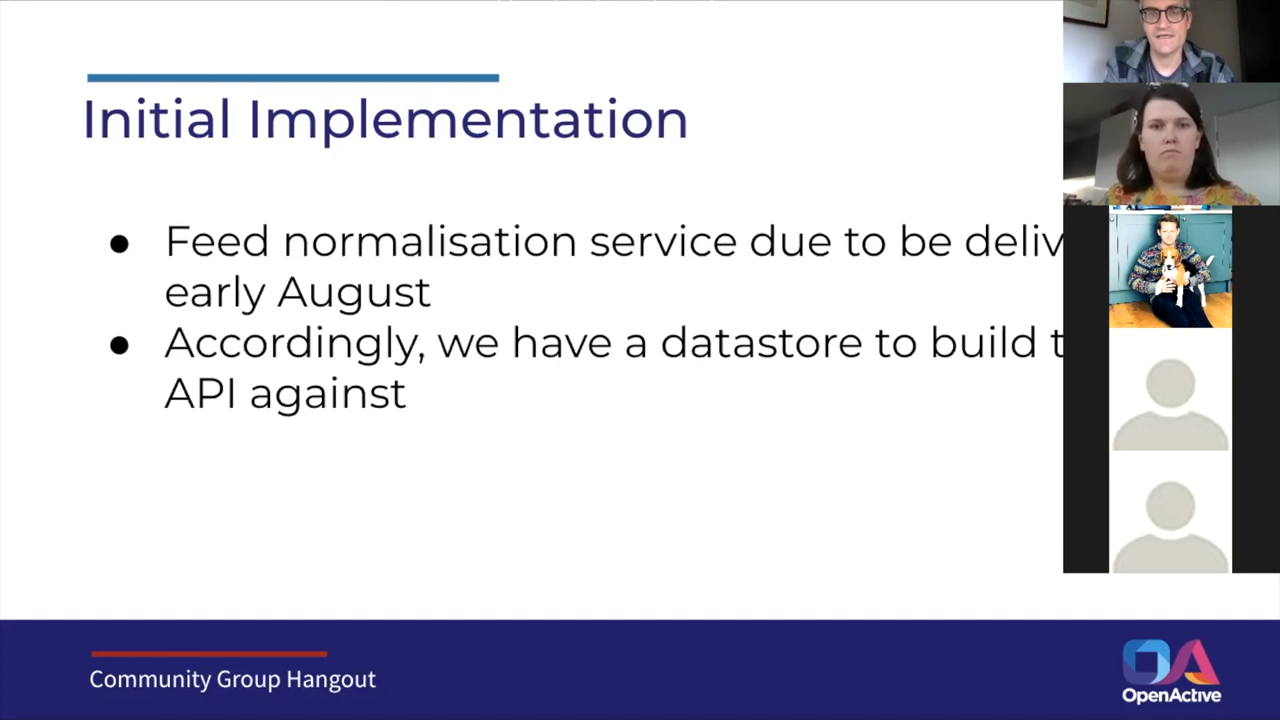 Initial Implementation
● Feed normalisation service due to be deliv
early August
● Accordingly, we have a datastore to build t
API against
Community Group Hangout
OpenActive